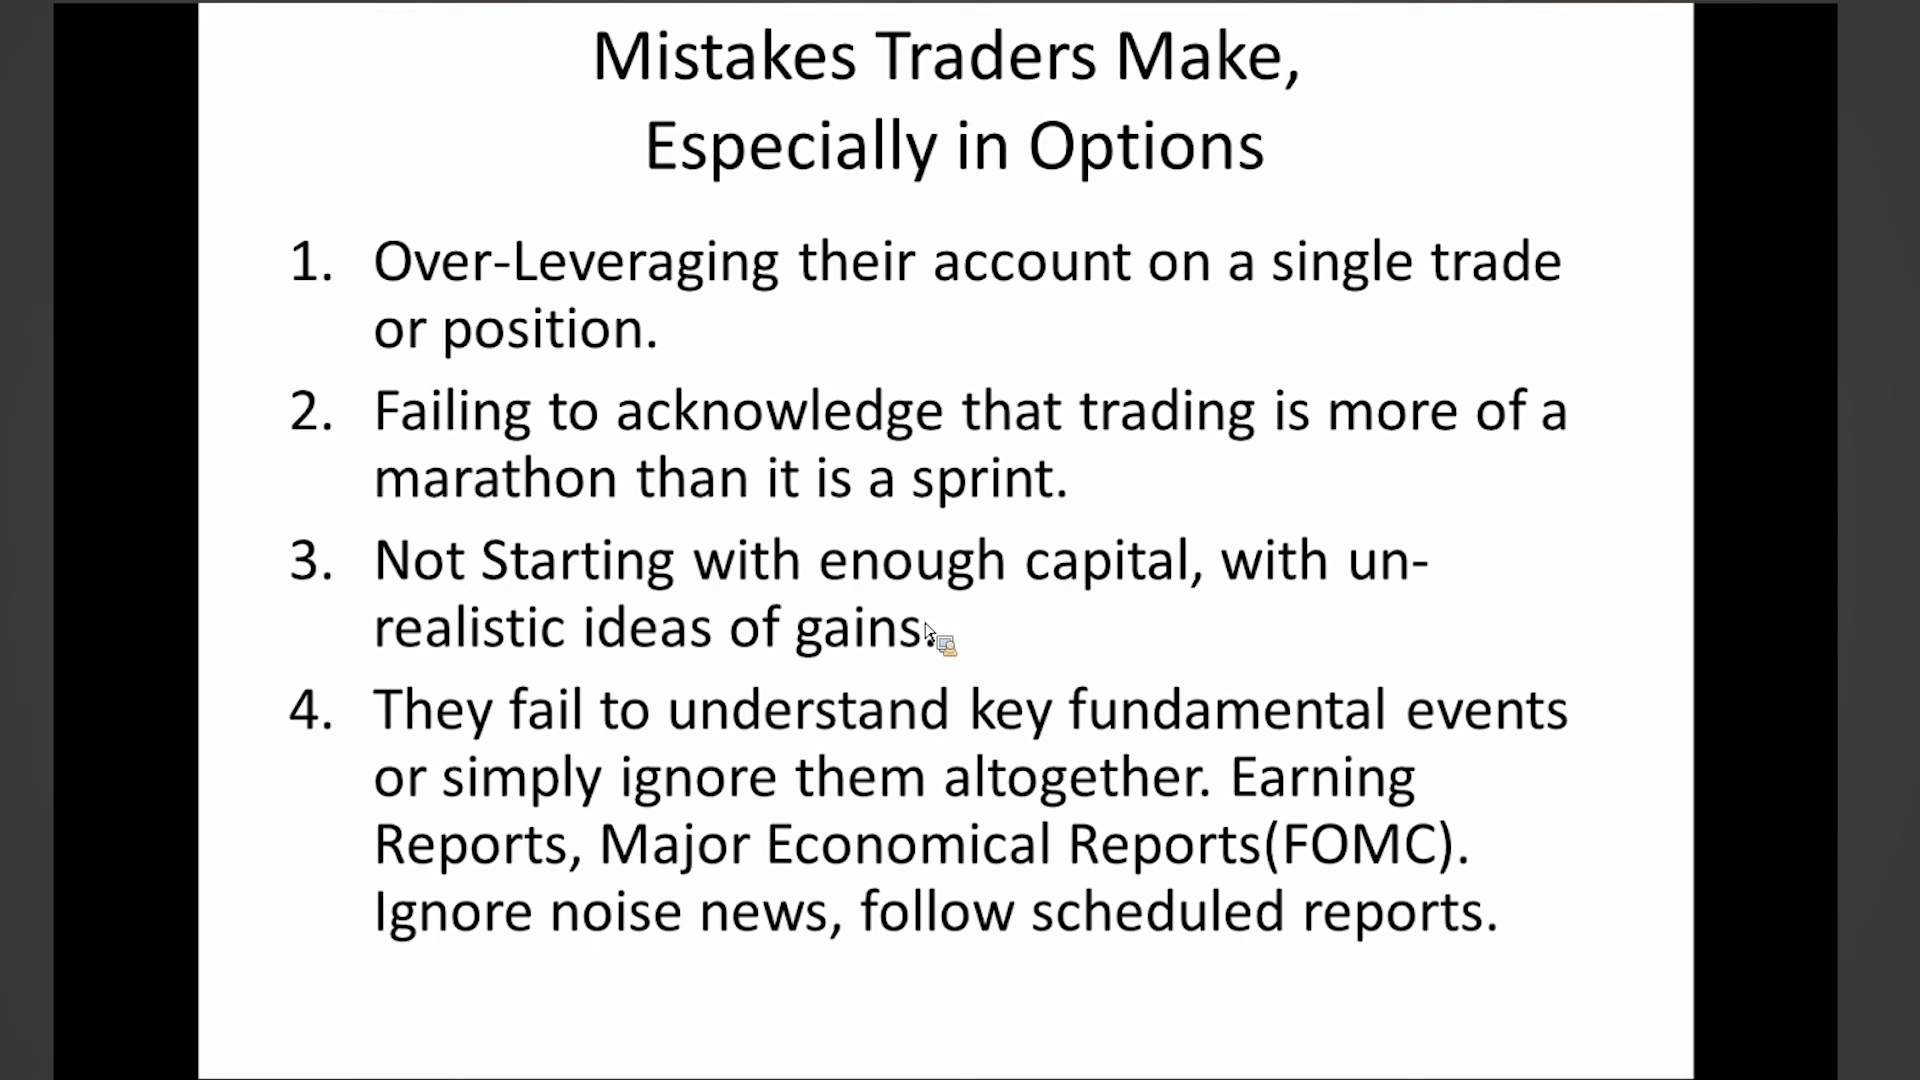 Mistakes Traders Make,
Especially in Options
1. Over-Leveraging their account on a single trade
or position.
2. Failing to acknowledge that trading is more of a
marathon than it is a sprint.
3. Not Starting with enough capital, with un-
realistic ideas of gains.
4. They fail to understand key fundamental events
or simply ignore them altogether. Earning
Reports, Major Economical Reports(FOMC).
Ignore noise news, follow scheduled reports.